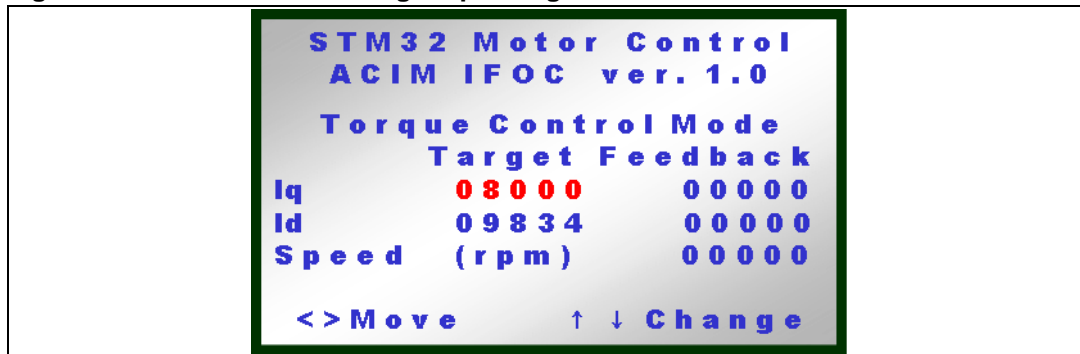 STM32 Motor Control
ACIM IFOC ver. 1.0
Torque Control Mode
Target Feedback
Iq 08000 00000
Id 09834 00000
Speed (rpm) 00000
<>Move ↑↓Change